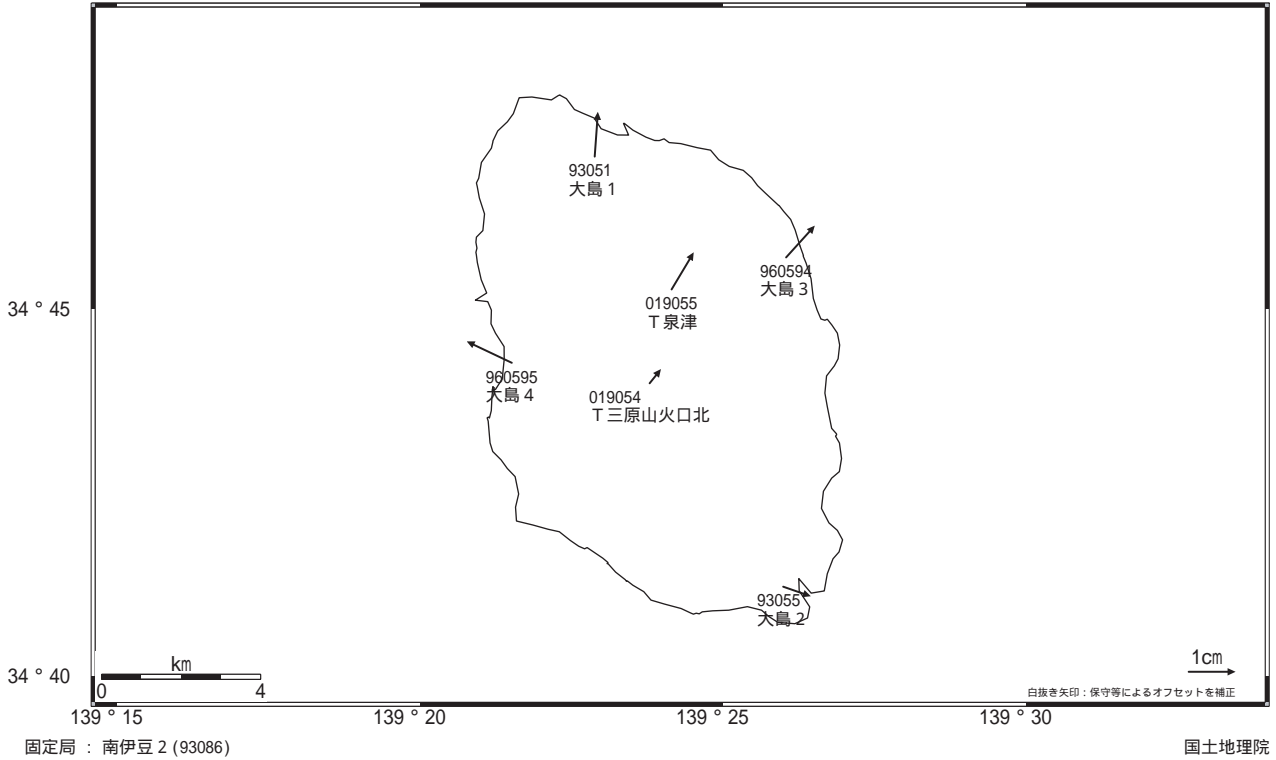 93051
大島 1
960594
大島 3
019055
T 泉津
34 ° 45
960595
大島 4
019054
T 三原山火口北
93055
大島 2
km
1cm
34 ° 40
0 4
白抜き矢印：保守等によるオフセットを補正
139 ° 15 139 ° 20 139 ° 25 139 ° 30
固定局 ： 南伊豆 2 (93086) 国土地理院